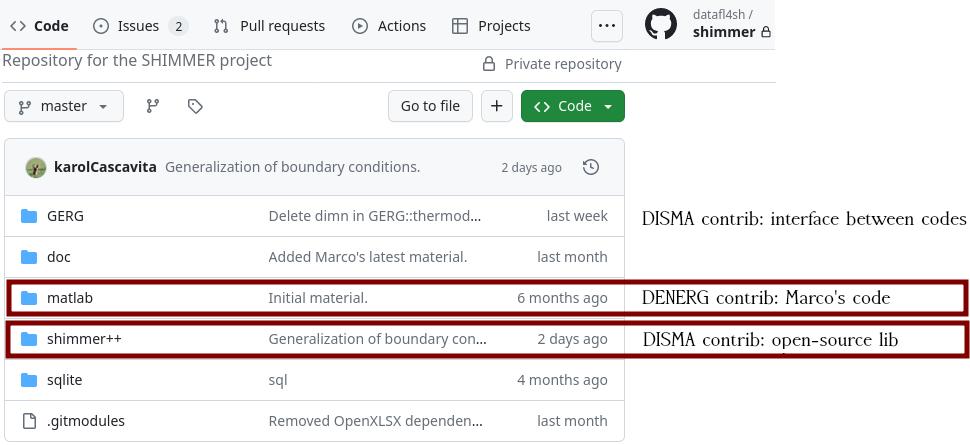 Code Issues 2 Pull requests Actions Projects ... datafl4sh /
shimmer
Repository for the SHIMMER project Private repository
master Go to file + Code
karolCascavita Generalization of boundary conditions. 2 days ago
GERG Delete dimn in GERG::thermod... last week DISMA contrib: interface between codes
doc Added Marco's latest material. last month
matlab Initial material. 6 months ago DENERG contrib: Marco's code
shimmer++ Generalization of boundary con... 2 days ago DISMA contrib: open-source lib
sqlite sql 4 months ago
.gitmodules Removed OpenXLSX dependen... last month